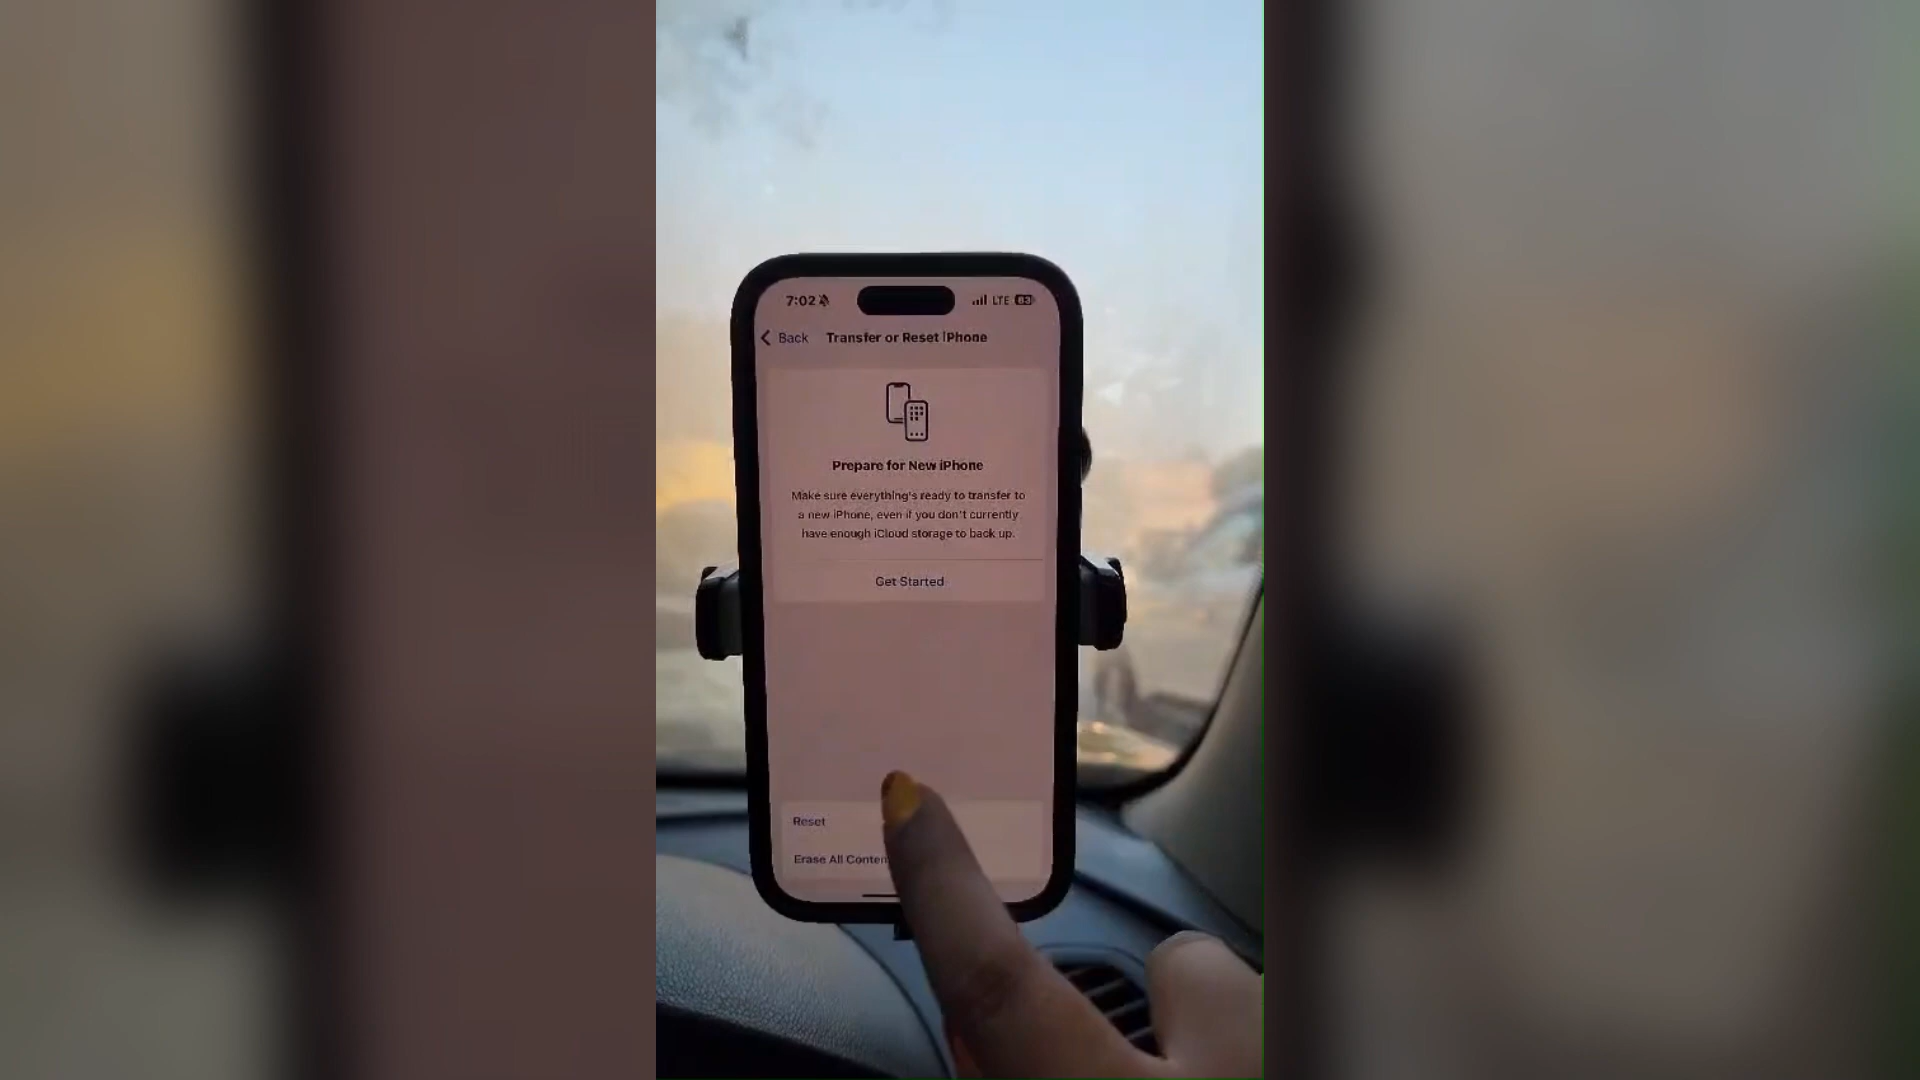 7:02
LTE 63
Back Transfer or Reset iPhone
Prepare for New iPhone
Make sure everything's ready to transfer to
a new iPhone, even if you don't currently
have enough iCloud storage to back up.
Get Started
Reset
Erase All Conten